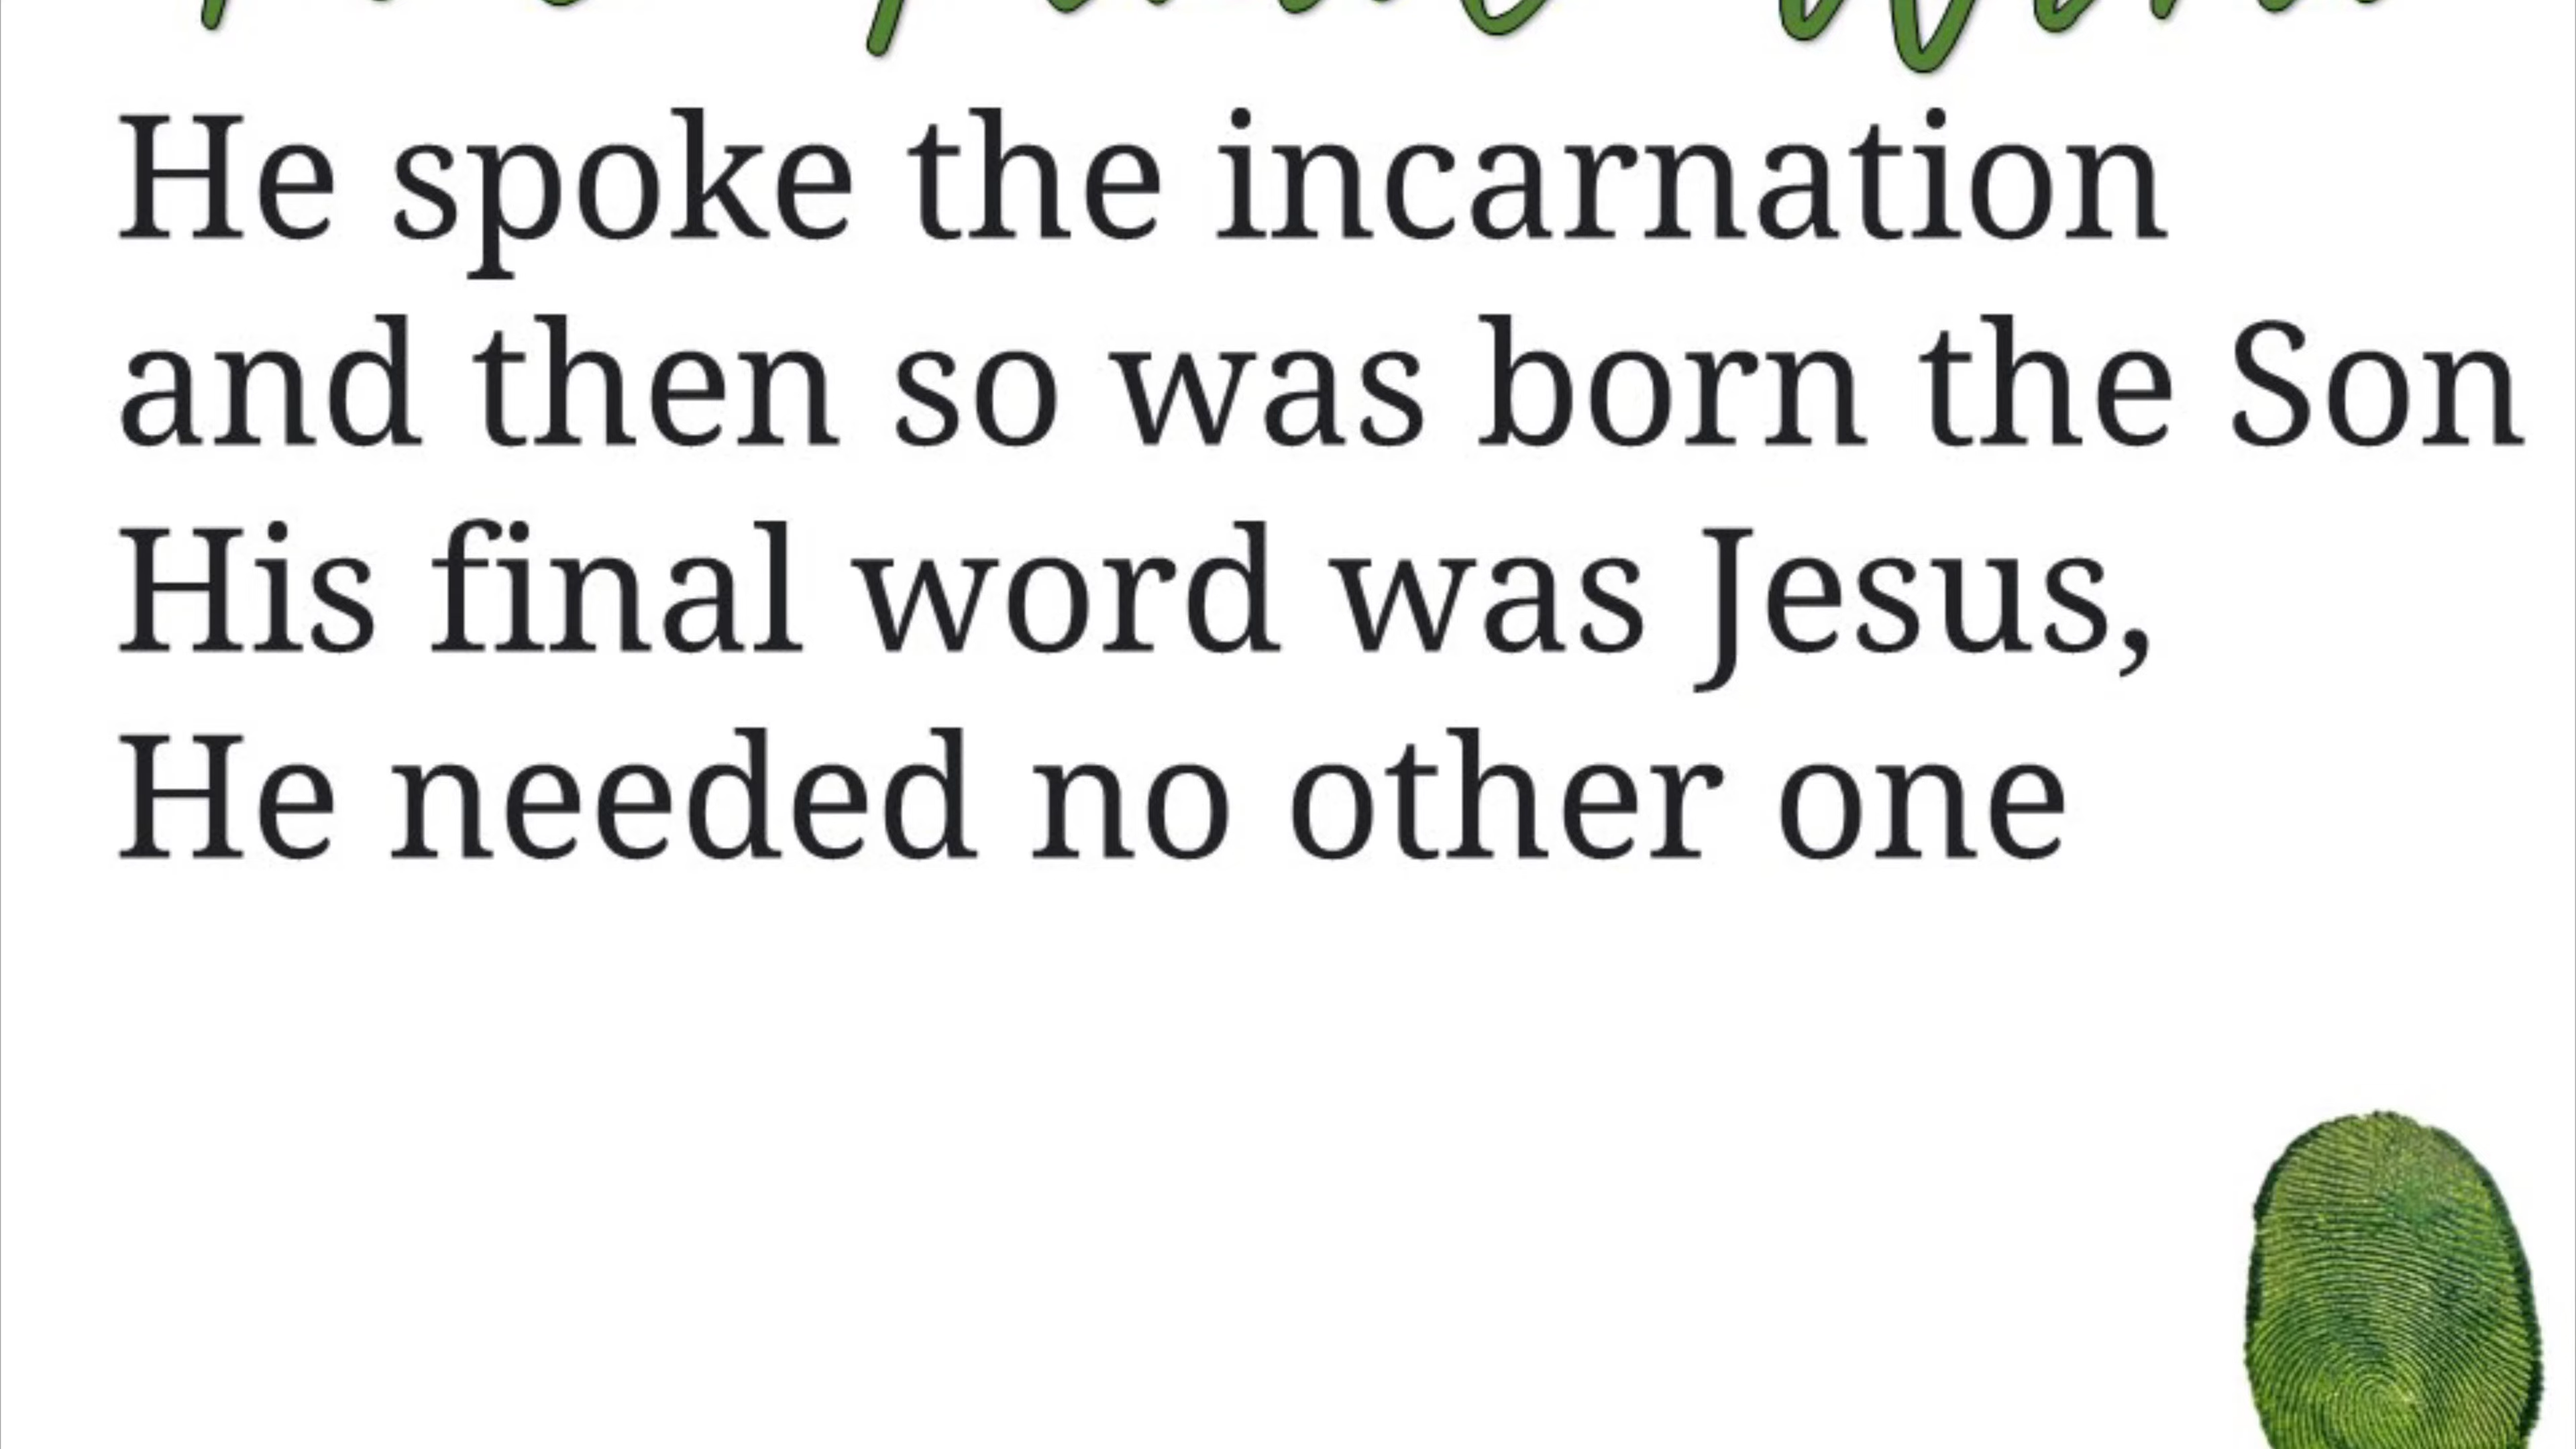 He spoke the incarnation
and then so was born the Son
His final word was Jesus,
He needed no other one